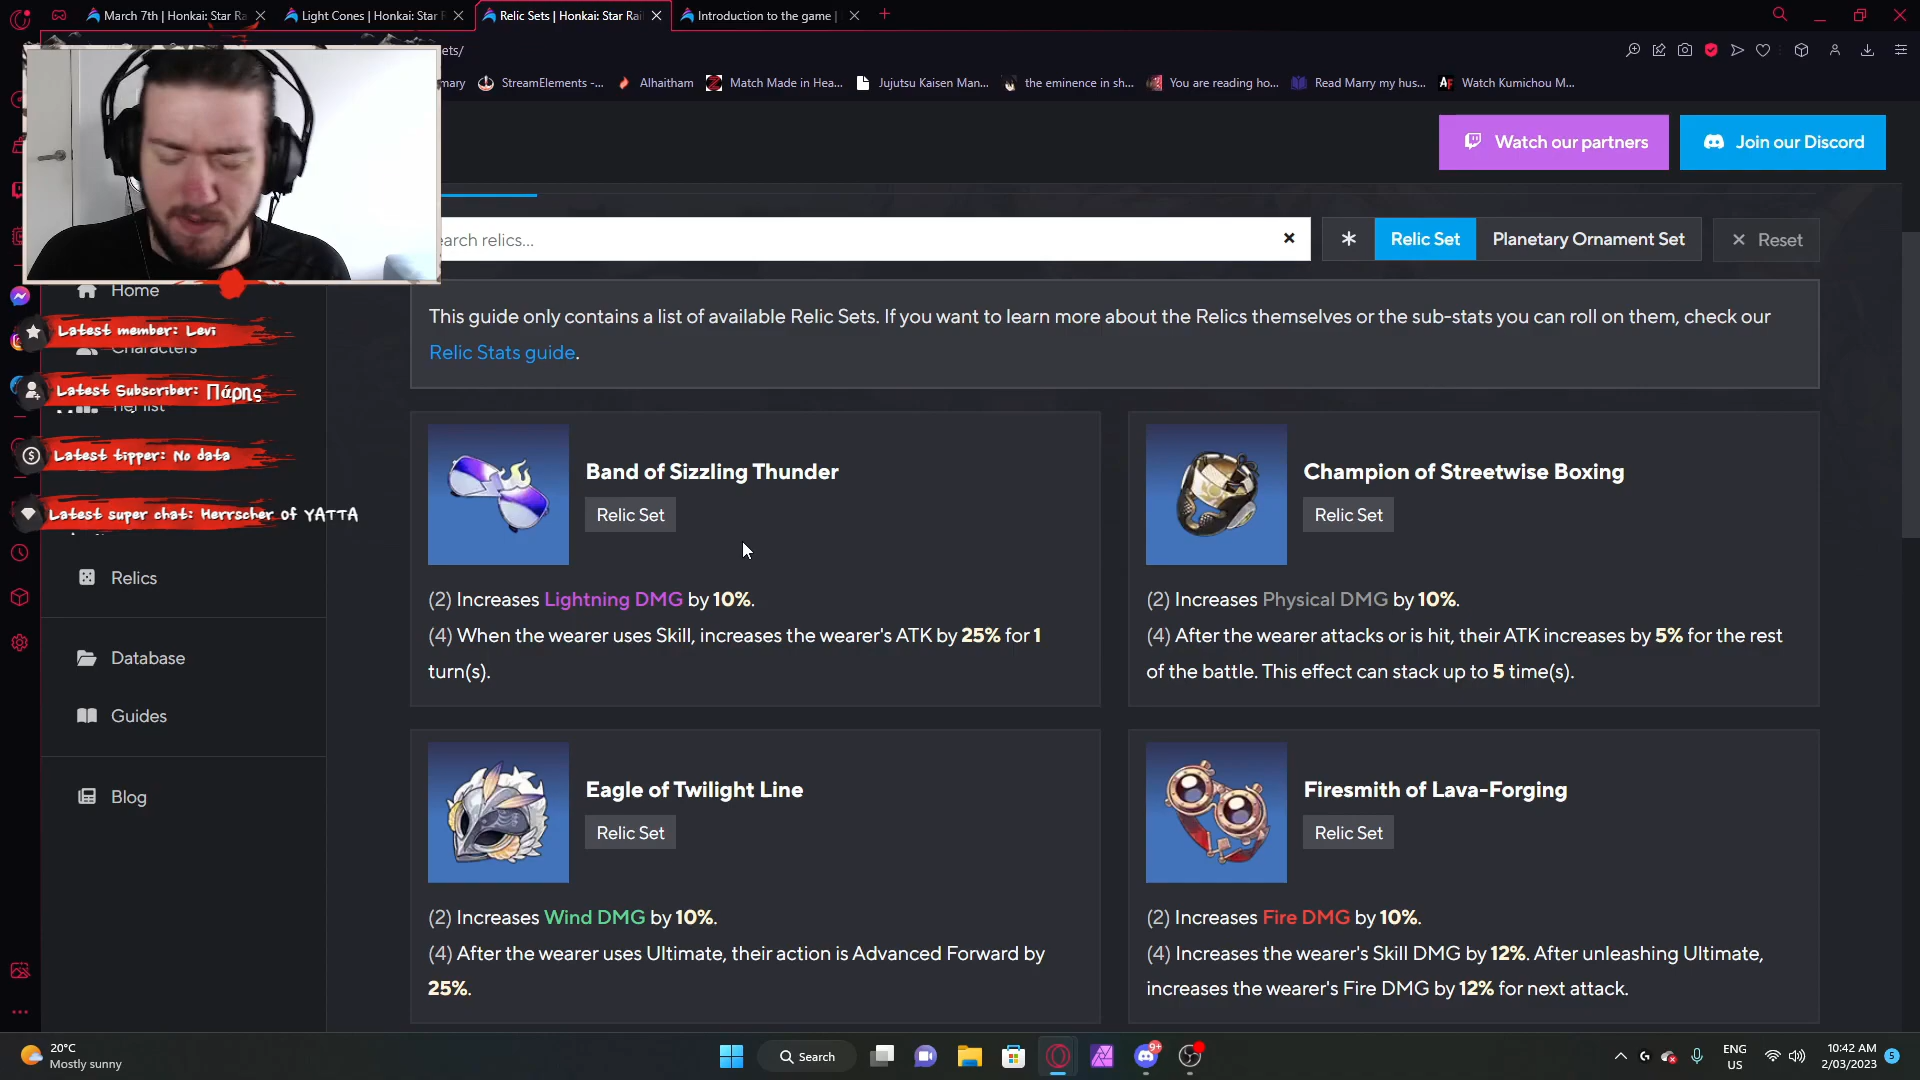 March 7th | Honkai: Star Ra
Light Cones | Honkai: Star R
Relic Sets | Honkai: Star Rai
Introduction to the game |
ets/
mary
StreamElements -...
Alhaitham
Match Made in Hea...
Jujutsu Kaisen Man...
the eminence in sh...
You are reading ho...
Read Marry my hus...
Watch Kumichou M...
Watch our partners
Join our Discord
earch relics...
Relic Set
Planetary Ornament Set
Reset
Home
This guide only contains a list of available Relic Sets. If you want to learn more about the Relics themselves or the sub-stats you can roll on them, check our
Relic Stats guide.
Latest member: Levi
Characters
Latest Subscriber: Πάρης
Tier list
Latest tipper: No data
Latest super chat: Herrscher of YATTA
Relics
Database
Guides
Blog
Band of Sizzling Thunder
Relic Set
(2) Increases Lightning DMG by 10%.
(4) When the wearer uses Skill, increases the wearer's ATK by 25% for 1
turn(s).
Champion of Streetwise Boxing
Relic Set
(2) Increases Physical DMG by 10%.
(4) After the wearer attacks or is hit, their ATK increases by 5% for the rest
of the battle. This effect can stack up to 5 time(s).
Eagle of Twilight Line
Relic Set
(2) Increases Wind DMG by 10%.
(4) After the wearer uses Ultimate, their action is Advanced Forward by
25%.
Firesmith of Lava-Forging
Relic Set
(2) Increases Fire DMG by 10%.
(4) Increases the wearer's Skill DMG by 12%. After unleashing Ultimate,
increases the wearer's Fire DMG by 12% for next attack.
20°C
Mostly sunny
Search
9+
ENG
US
10:42 AM
2/03/2023
5